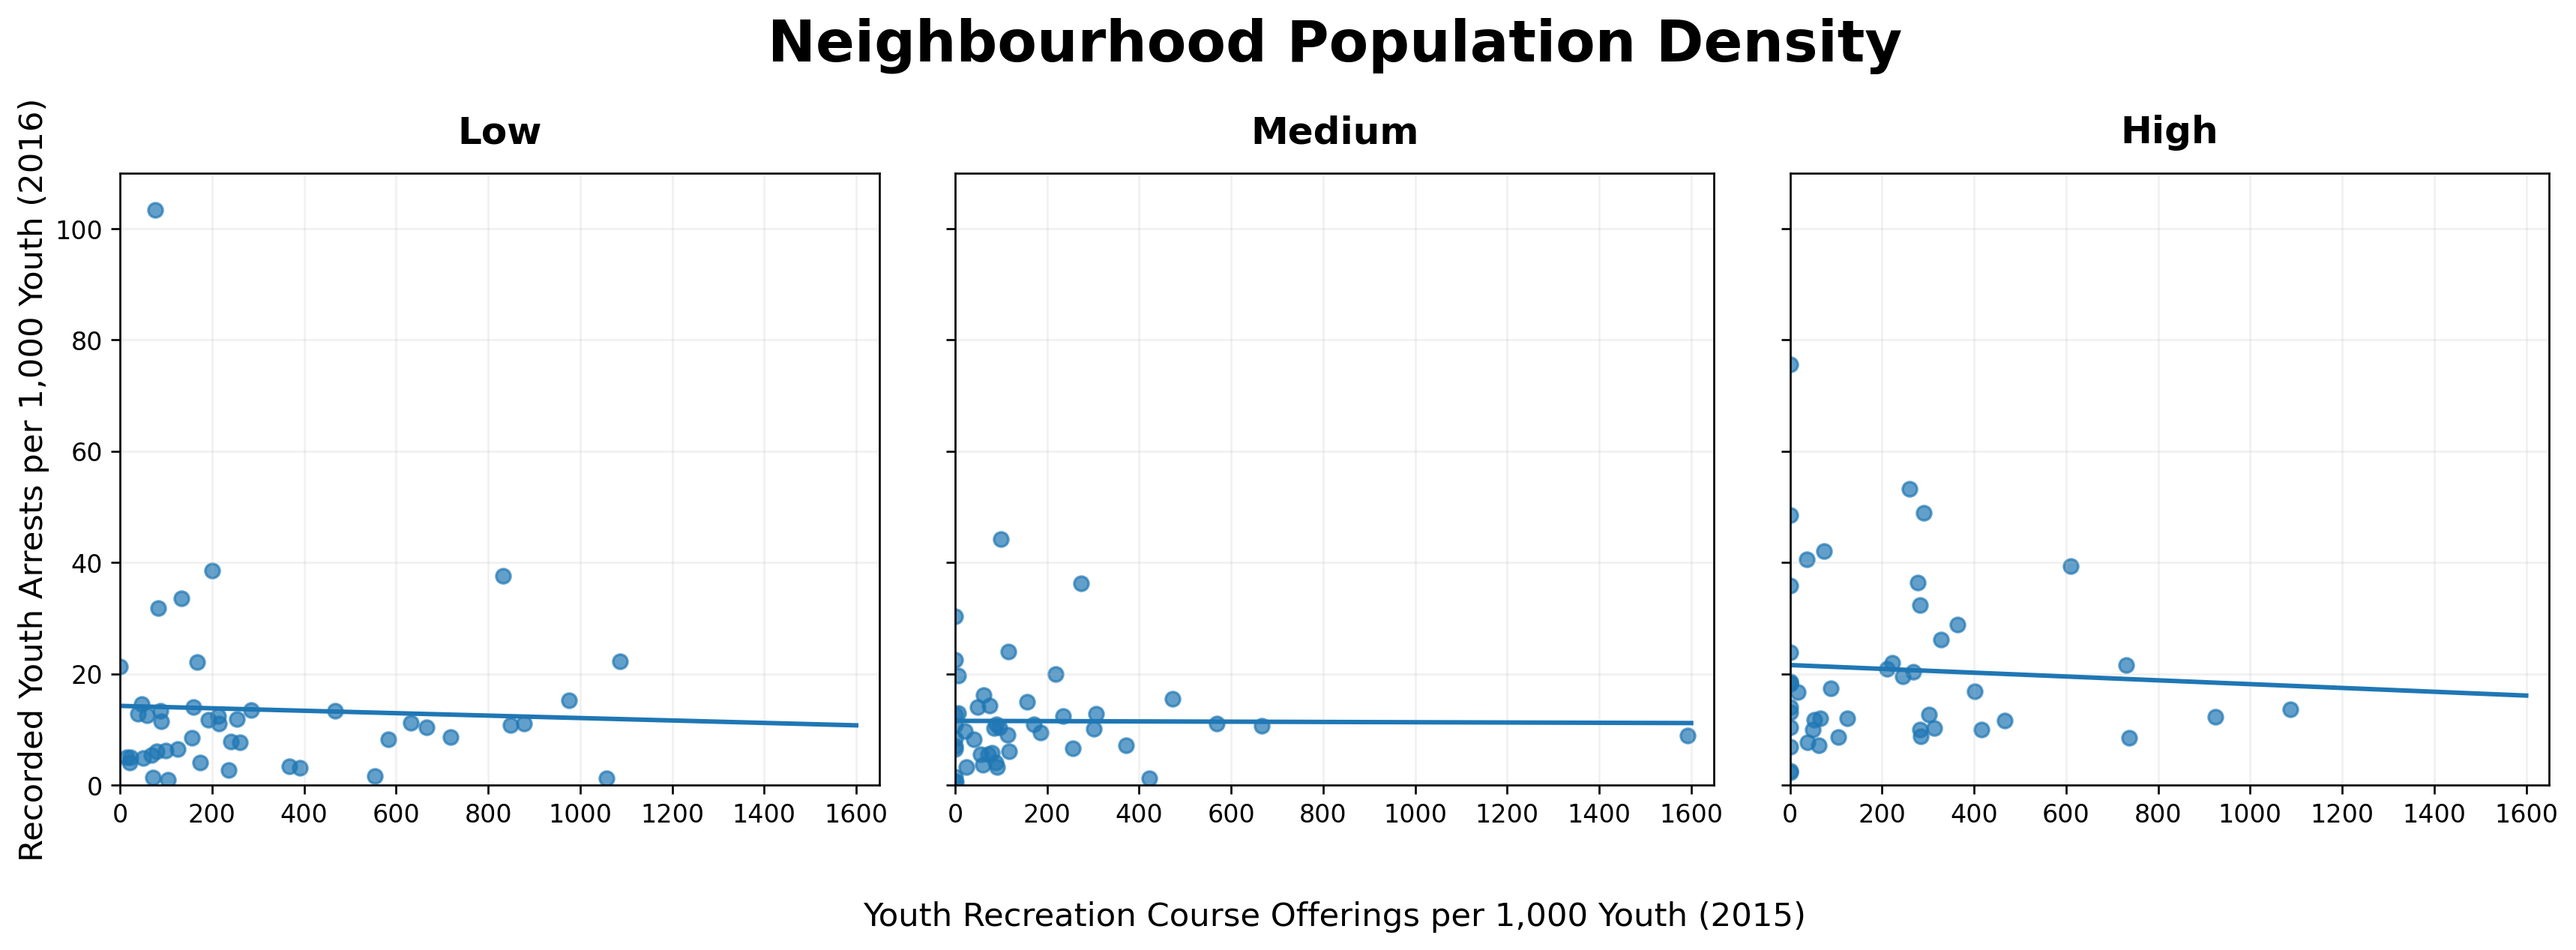 Neighbourhood Population Density
Low
Medium
High
Recorded Youth Arrests per 1,000 Youth (2016)
100
80
60
40
20
0
0 200 400 600 800 1000 1200 1400 1600
0 200 400 600 800 1000 1200 1400 1600
0 200 400 600 800 1000 1200 1400 1600
Youth Recreation Course Offerings per 1,000 Youth (2015)